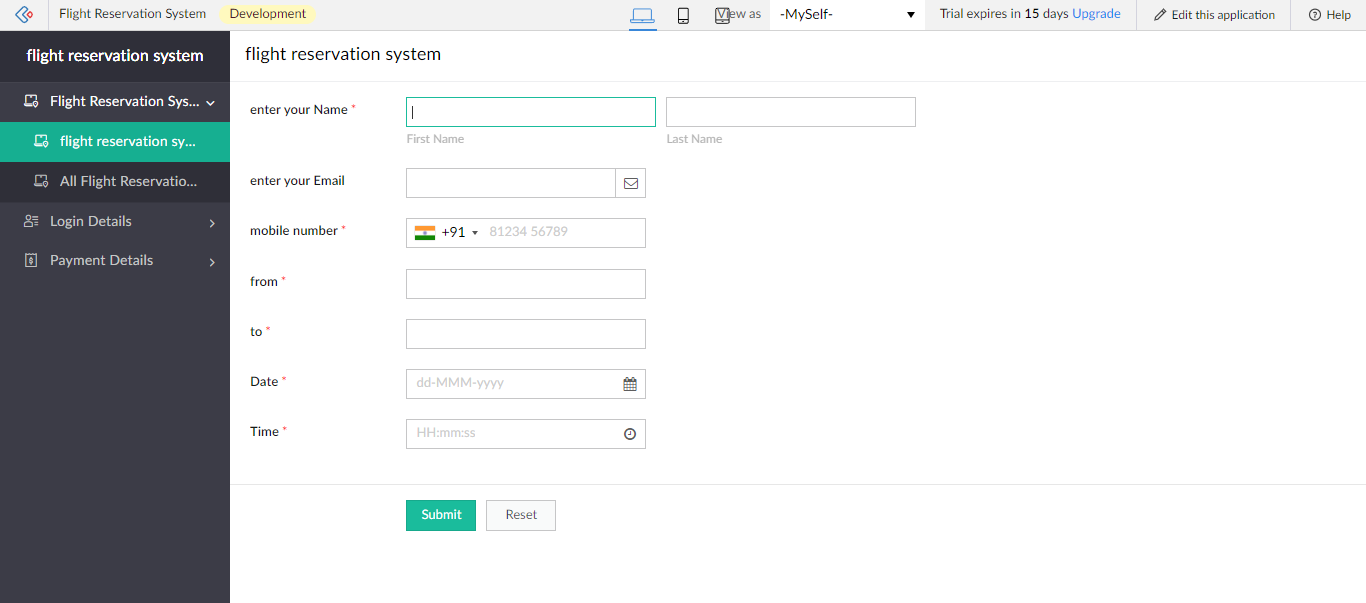 Flight Reservation System Development View as -MySelf- Trial expires in 15 days Upgrade Edit this application Help
flight reservation system
Flight Reservation Sys...
flight reservation sy...
All Flight Reservatio...
Login Details
Payment Details
flight reservation system
enter your Name *
First Name Last Name
enter your Email
mobile number * +91 81234 56789
from *
to *
Date * dd-MMM-yyyy
Time * HH:mm:ss
Submit Reset